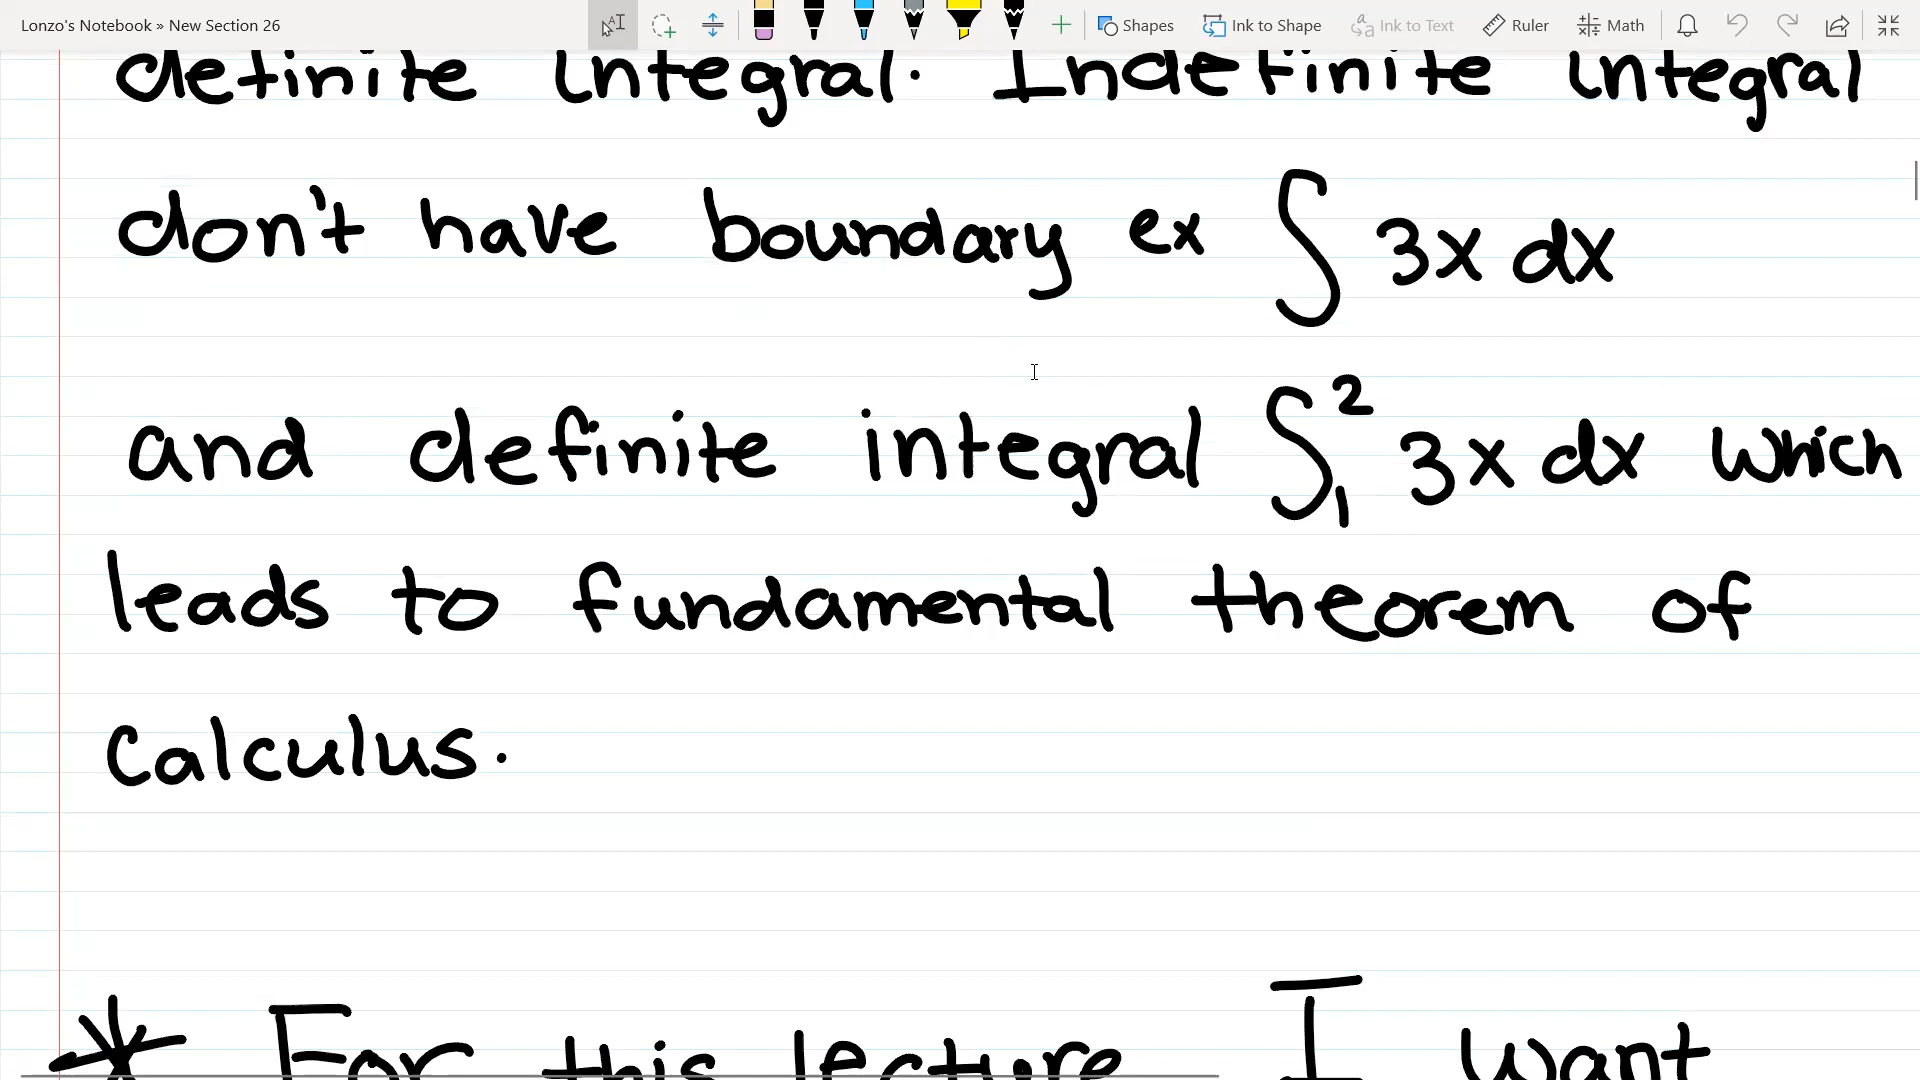 Lonzo's Notebook » New Section 26
Shapes Ink to Shape Ink to Text Ruler Math
definite integral. Indefinite integral
don't have boundary ex ∫ 3x dx
and definite integral ∫₁² 3x dx which
leads to fundamental theorem of
calculus.
* For this lecture I want